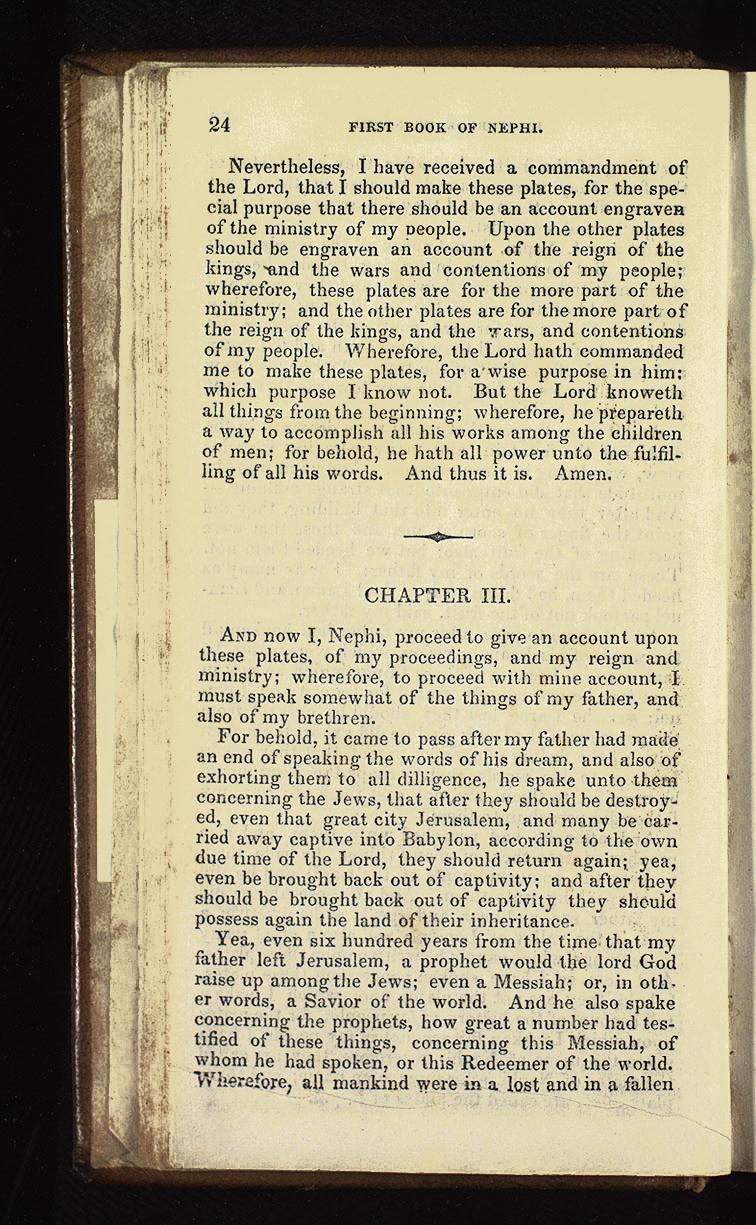 24 FIRST BOOK OF NEPHI.
Nevertheless, I have received a commandment of
the Lord, that I should make these plates, for the spe-
cial purpose that there should be an account engraven
of the ministry of my people. Upon the other plates
should be engraven an account of the reign of the
kings, and the wars and contentions of my people;
wherefore, these plates are for the more part of the
ministry; and the other plates are for the more part of
the reign of the kings, and the wars, and contentions
of my people. Wherefore, the Lord hath commanded
me to make these plates, for a wise purpose in him;
which purpose I know not. But the Lord knoweth
all things from the beginning; wherefore, he prepareth
a way to accomplish all his works among the children
of men; for behold, he hath all power unto the fulfil-
ling of all his words. And thus it is. Amen.
CHAPTER III.
AND now I, Nephi, proceed to give an account upon
these plates, of my proceedings, and my reign and
ministry; wherefore, to proceed with mine account, I
must speak somewhat of the things of my father, and
also of my brethren.
For behold, it came to pass after my father had made
an end of speaking the words of his dream, and also of
exhorting them to all dilligence, he spake unto them
concerning the Jews, that after they should be destroy-
ed, even that great city Jerusalem, and many be car-
ried away captive into Babylon, according to the own
due time of the Lord, they should return again; yea,
even be brought back out of captivity; and after they
should be brought back out of captivity they should
possess again the land of their inheritance.
Yea, even six hundred years from the time that my
father left Jerusalem, a prophet would the lord God
raise up among the Jews; even a Messiah; or, in oth-
er words, a Savior of the world. And he also spake
concerning the prophets, how great a number had tes-
tified of these things, concerning this Messiah, of
whom he had spoken, or this Redeemer of the world.
Wherefore, all mankind were in a lost and in a fallen